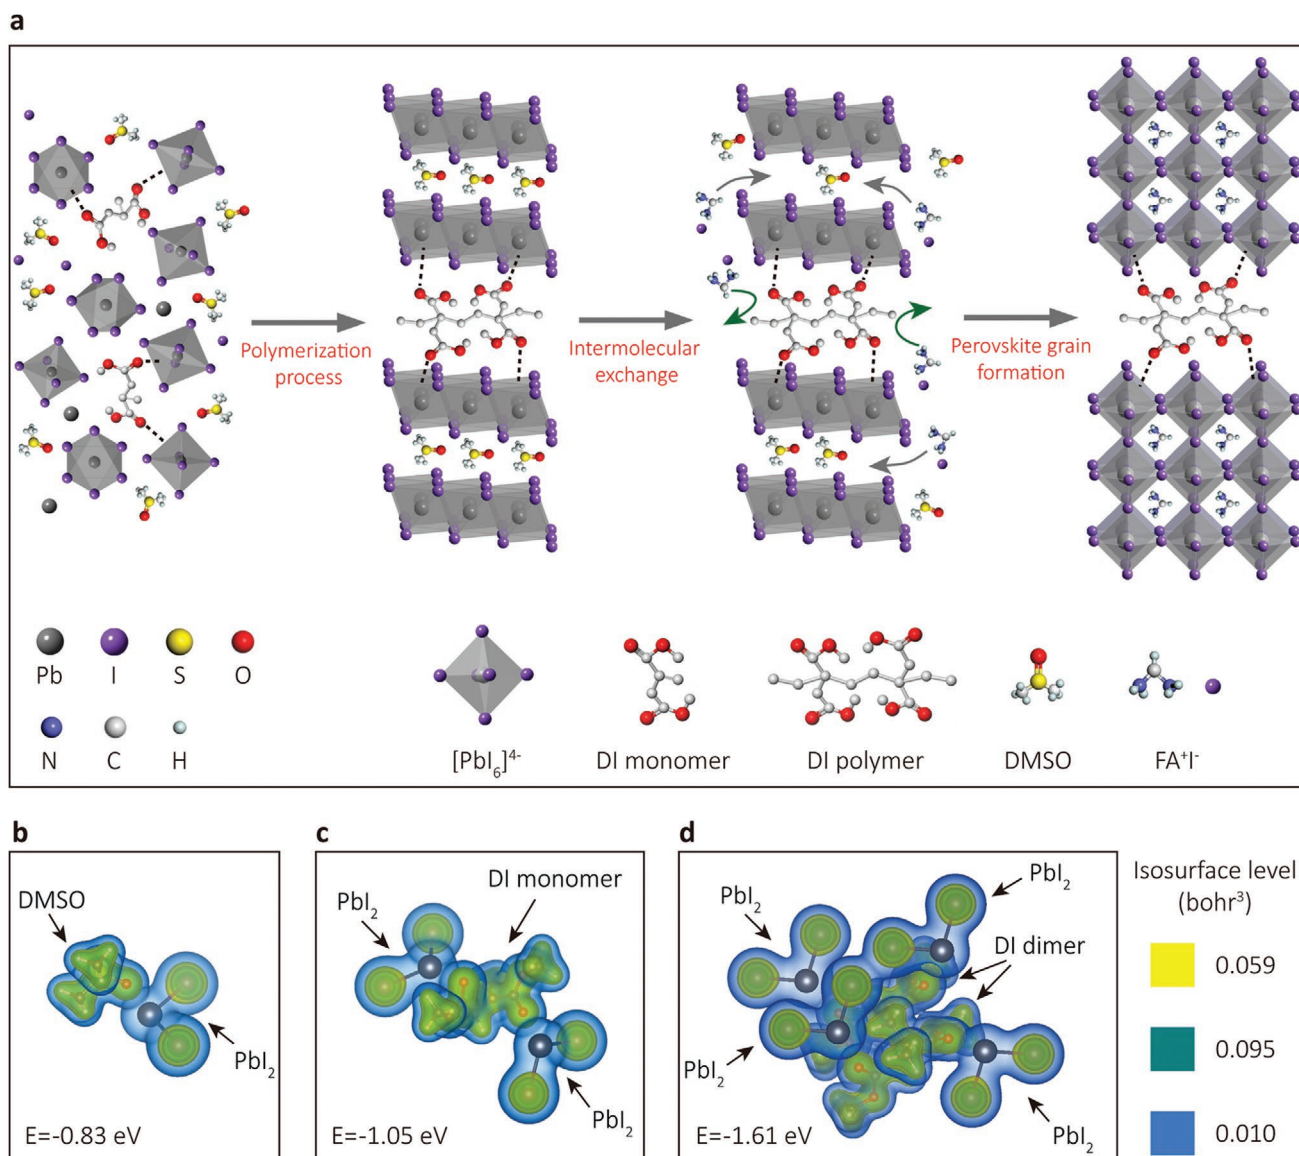 a
Polymerization
process
Intermolecular
exchange
Perovskite grain
formation
Pb I S O
N C H
[PbI₆]⁴⁻ DI monomer DI polymer DMSO FA⁺I⁻
b
DMSO
PbI₂
E=-0.83 eV
c
DI monomer
PbI₂
PbI₂
E=-1.05 eV
d
PbI₂
PbI₂
DI dimer
PbI₂
PbI₂
E=-1.61 eV
Isosurface level
(bohr³)
0.059
0.095
0.010